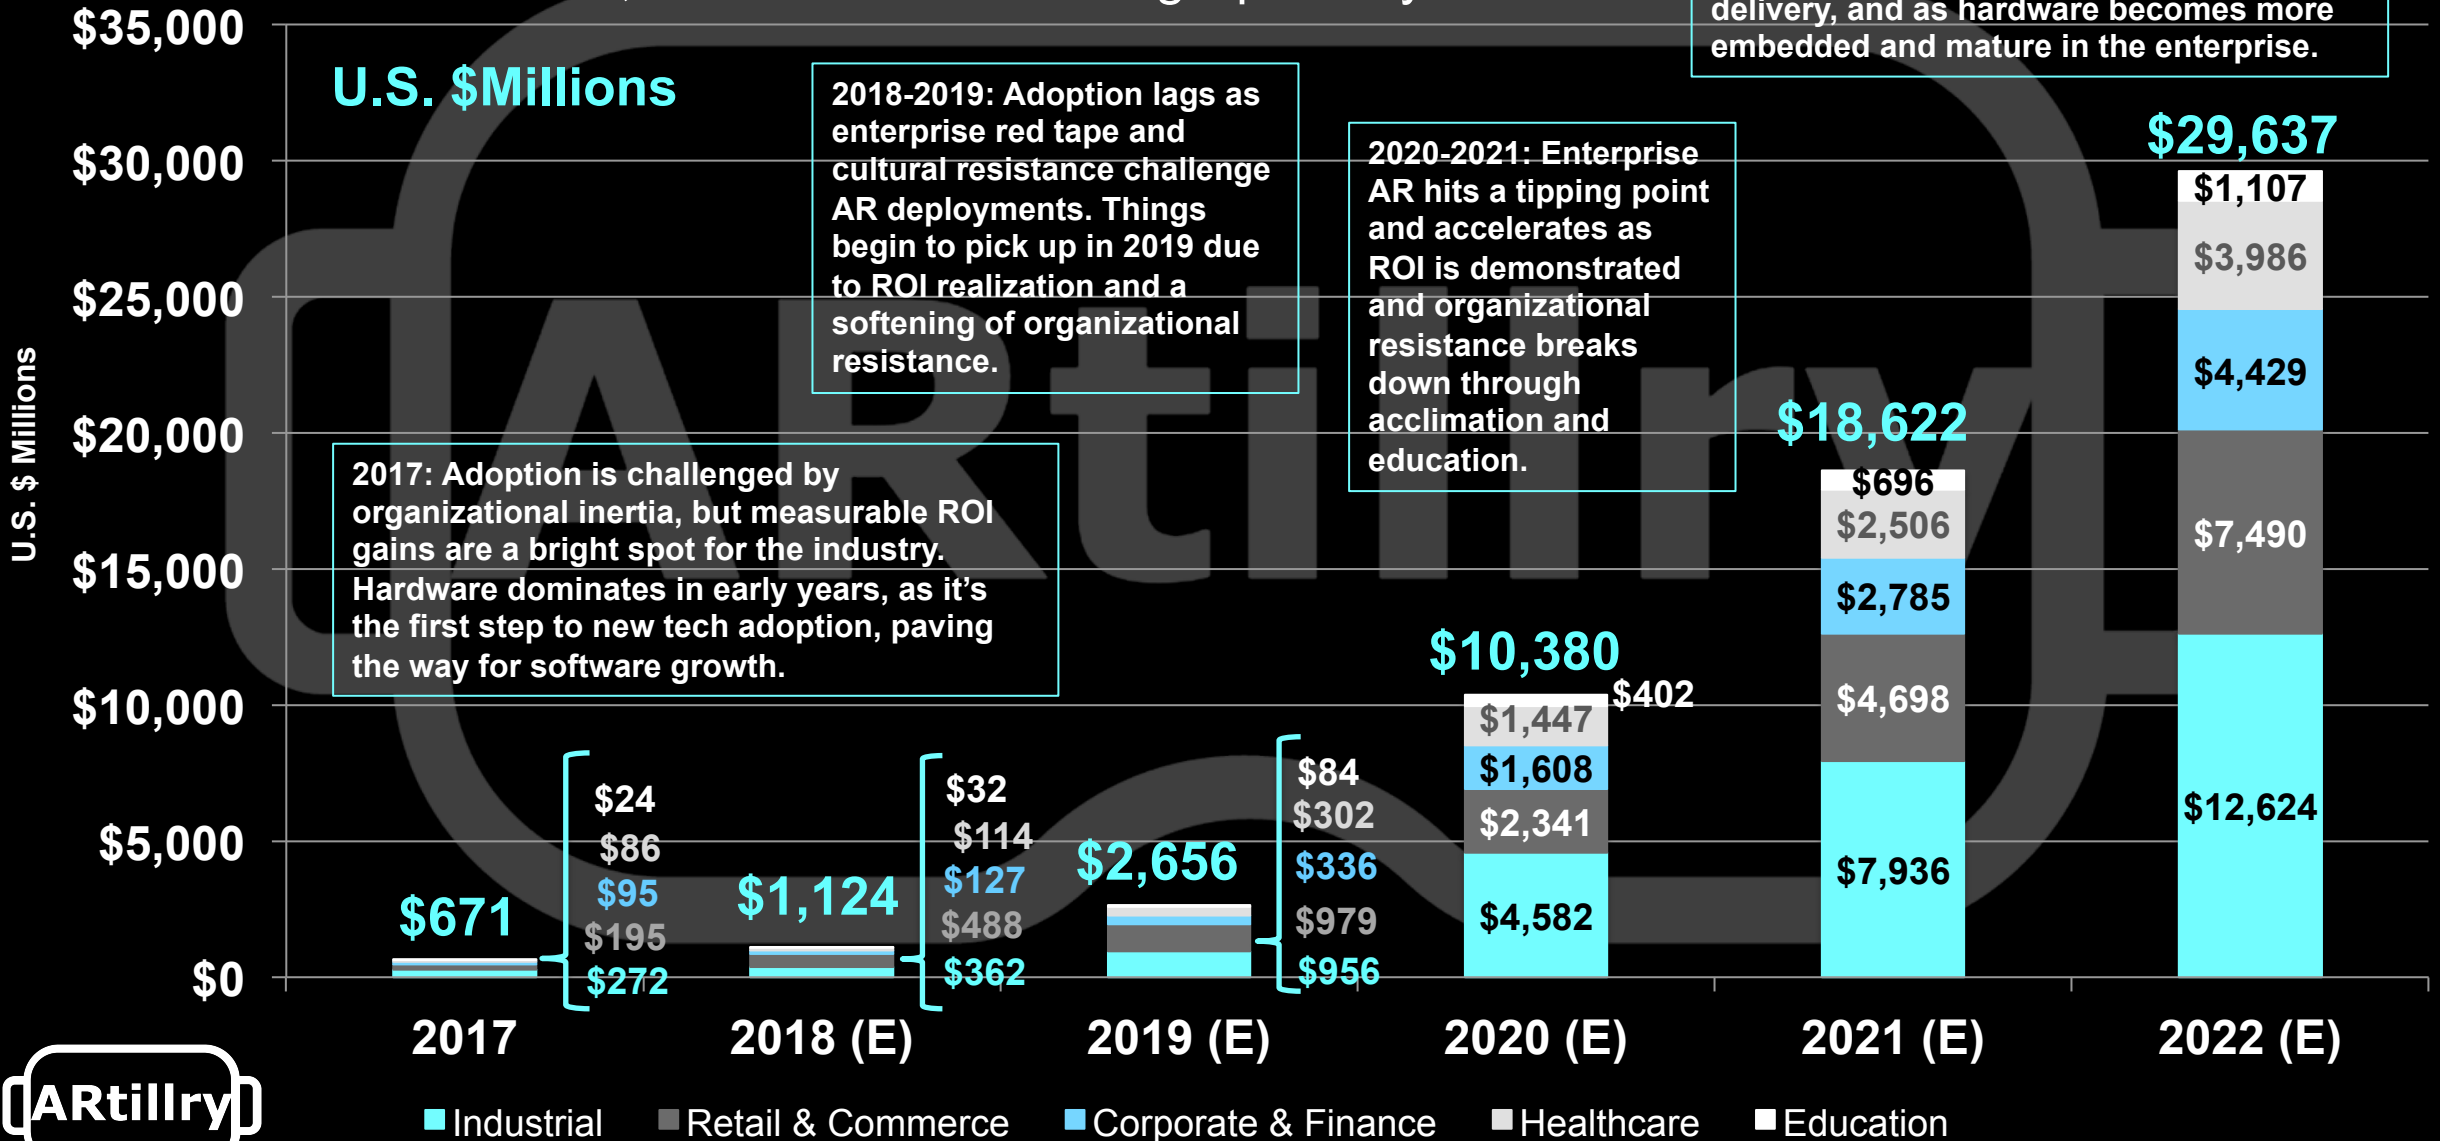 delivery, and as hardware becomes more
embedded and mature in the enterprise.
$35,000
$30,000
$25,000
$20,000
$15,000
$10,000
$5,000
$0
U.S. $ Millions
U.S. $Millions
2018-2019: Adoption lags as
enterprise red tape and
cultural resistance challenge
AR deployments. Things
begin to pick up in 2019 due
to ROI realization and a
softening of organizational
resistance.
2020-2021: Enterprise
AR hits a tipping point
and accelerates as
ROI is demonstrated
and organizational
resistance breaks
down through
acclimation and
education.
2017: Adoption is challenged by
organizational inertia, but measurable ROI
gains are a bright spot for the industry.
Hardware dominates in early years, as it’s
the first step to new tech adoption, paving
the way for software growth.
ARtillry
$671
$24
$86
$95
$195
$272
$1,124
$32
$114
$127
$488
$362
$2,656
$84
$302
$336
$979
$956
$10,380
$402
$1,447
$1,608
$2,341
$4,582
$18,622
$696
$2,506
$2,785
$4,698
$7,936
$29,637
$1,107
$3,986
$4,429
$7,490
$12,624
2017
2018 (E)
2019 (E)
2020 (E)
2021 (E)
2022 (E)
ARtillry
Industrial
Retail & Commerce
Corporate & Finance
Healthcare
Education